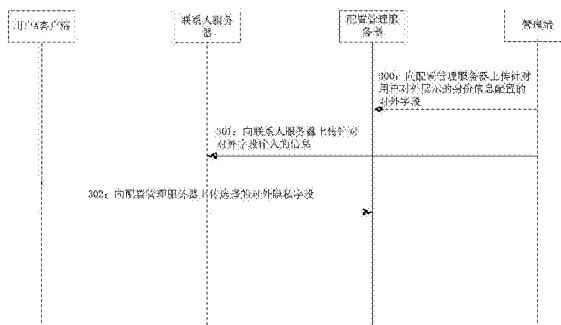 用户A客户端
联系人服务
器
配置管理服
务器
管理端
300：向配置管理服务器上传针对
用户对外展示的身份信息配置的
对外字段
301：向联系人服务器上传针对
对外字段输入的信息
302：向配置管理服务器上传选择的对外隐私字段